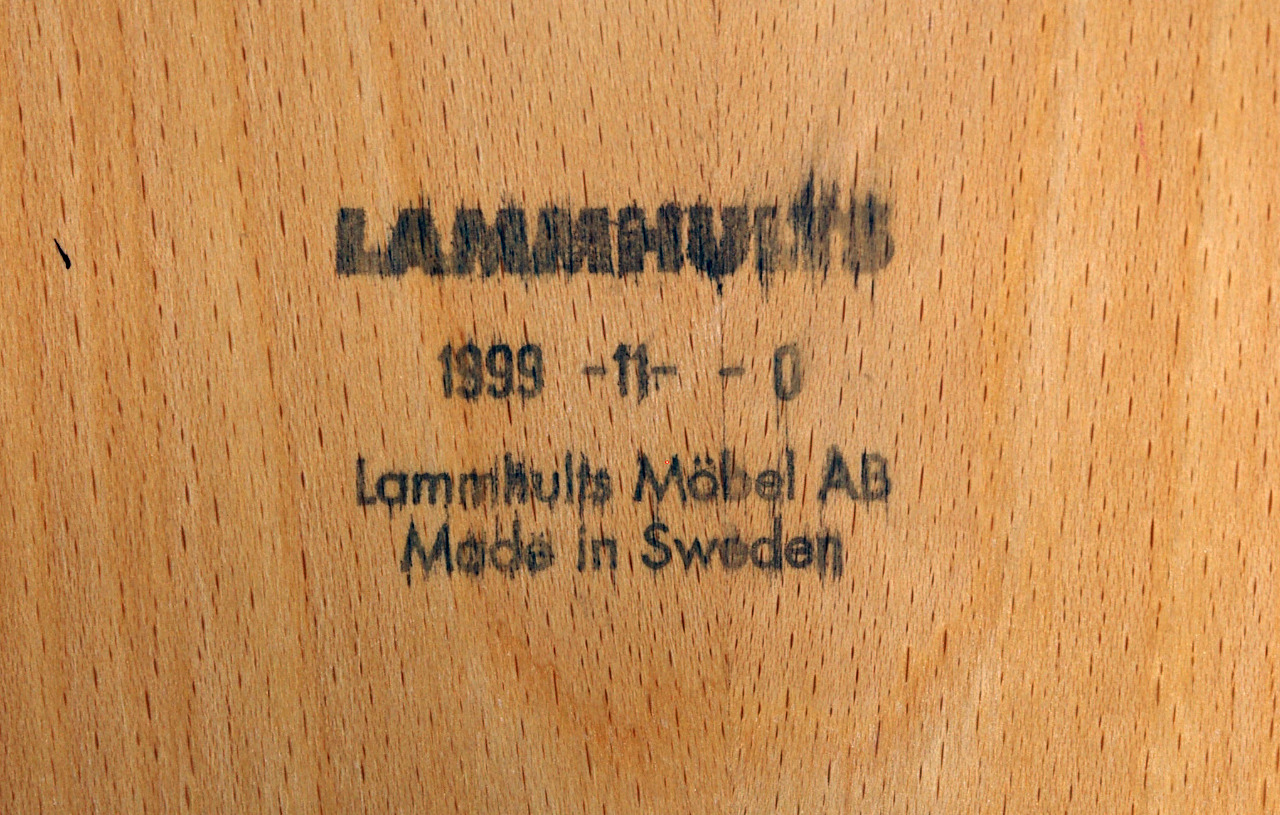 LAMMHULTS
1999 -11- - 0
Lammhults Möbel AB
Made in Sweden